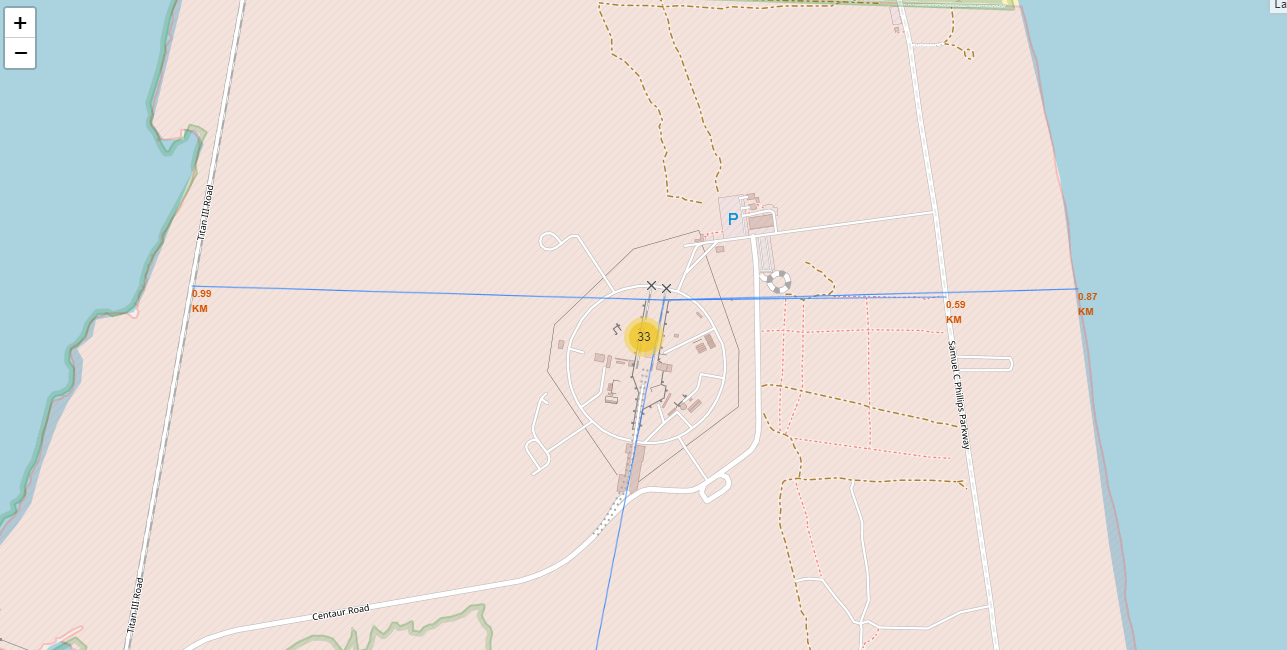 +
La
−
Titan III Road
P
0.99
KM
0.87
KM
0.59
KM
33
Samuel C Phillips Parkway
Titan III Road
Centaur Road